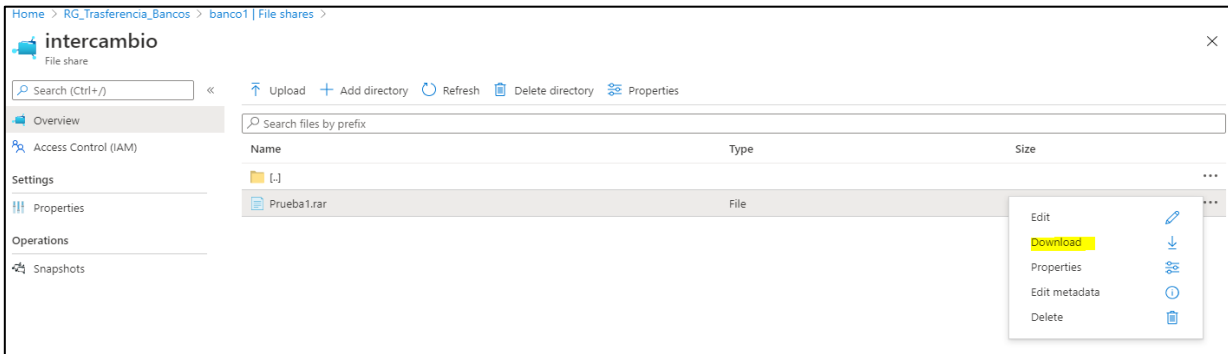 Home > RG_Trasferencia_Bancos > banco1 | File shares >
intercambio
File share
Search (Ctrl+/)
«
Upload
Add directory
Refresh
Delete directory
Properties
Overview
Search files by prefix
Access Control (IAM)
Name Type Size
Settings
[..]
Properties
Prueba1.rar File
Operations
Edit
Snapshots
Download
Properties
Edit metadata
Delete